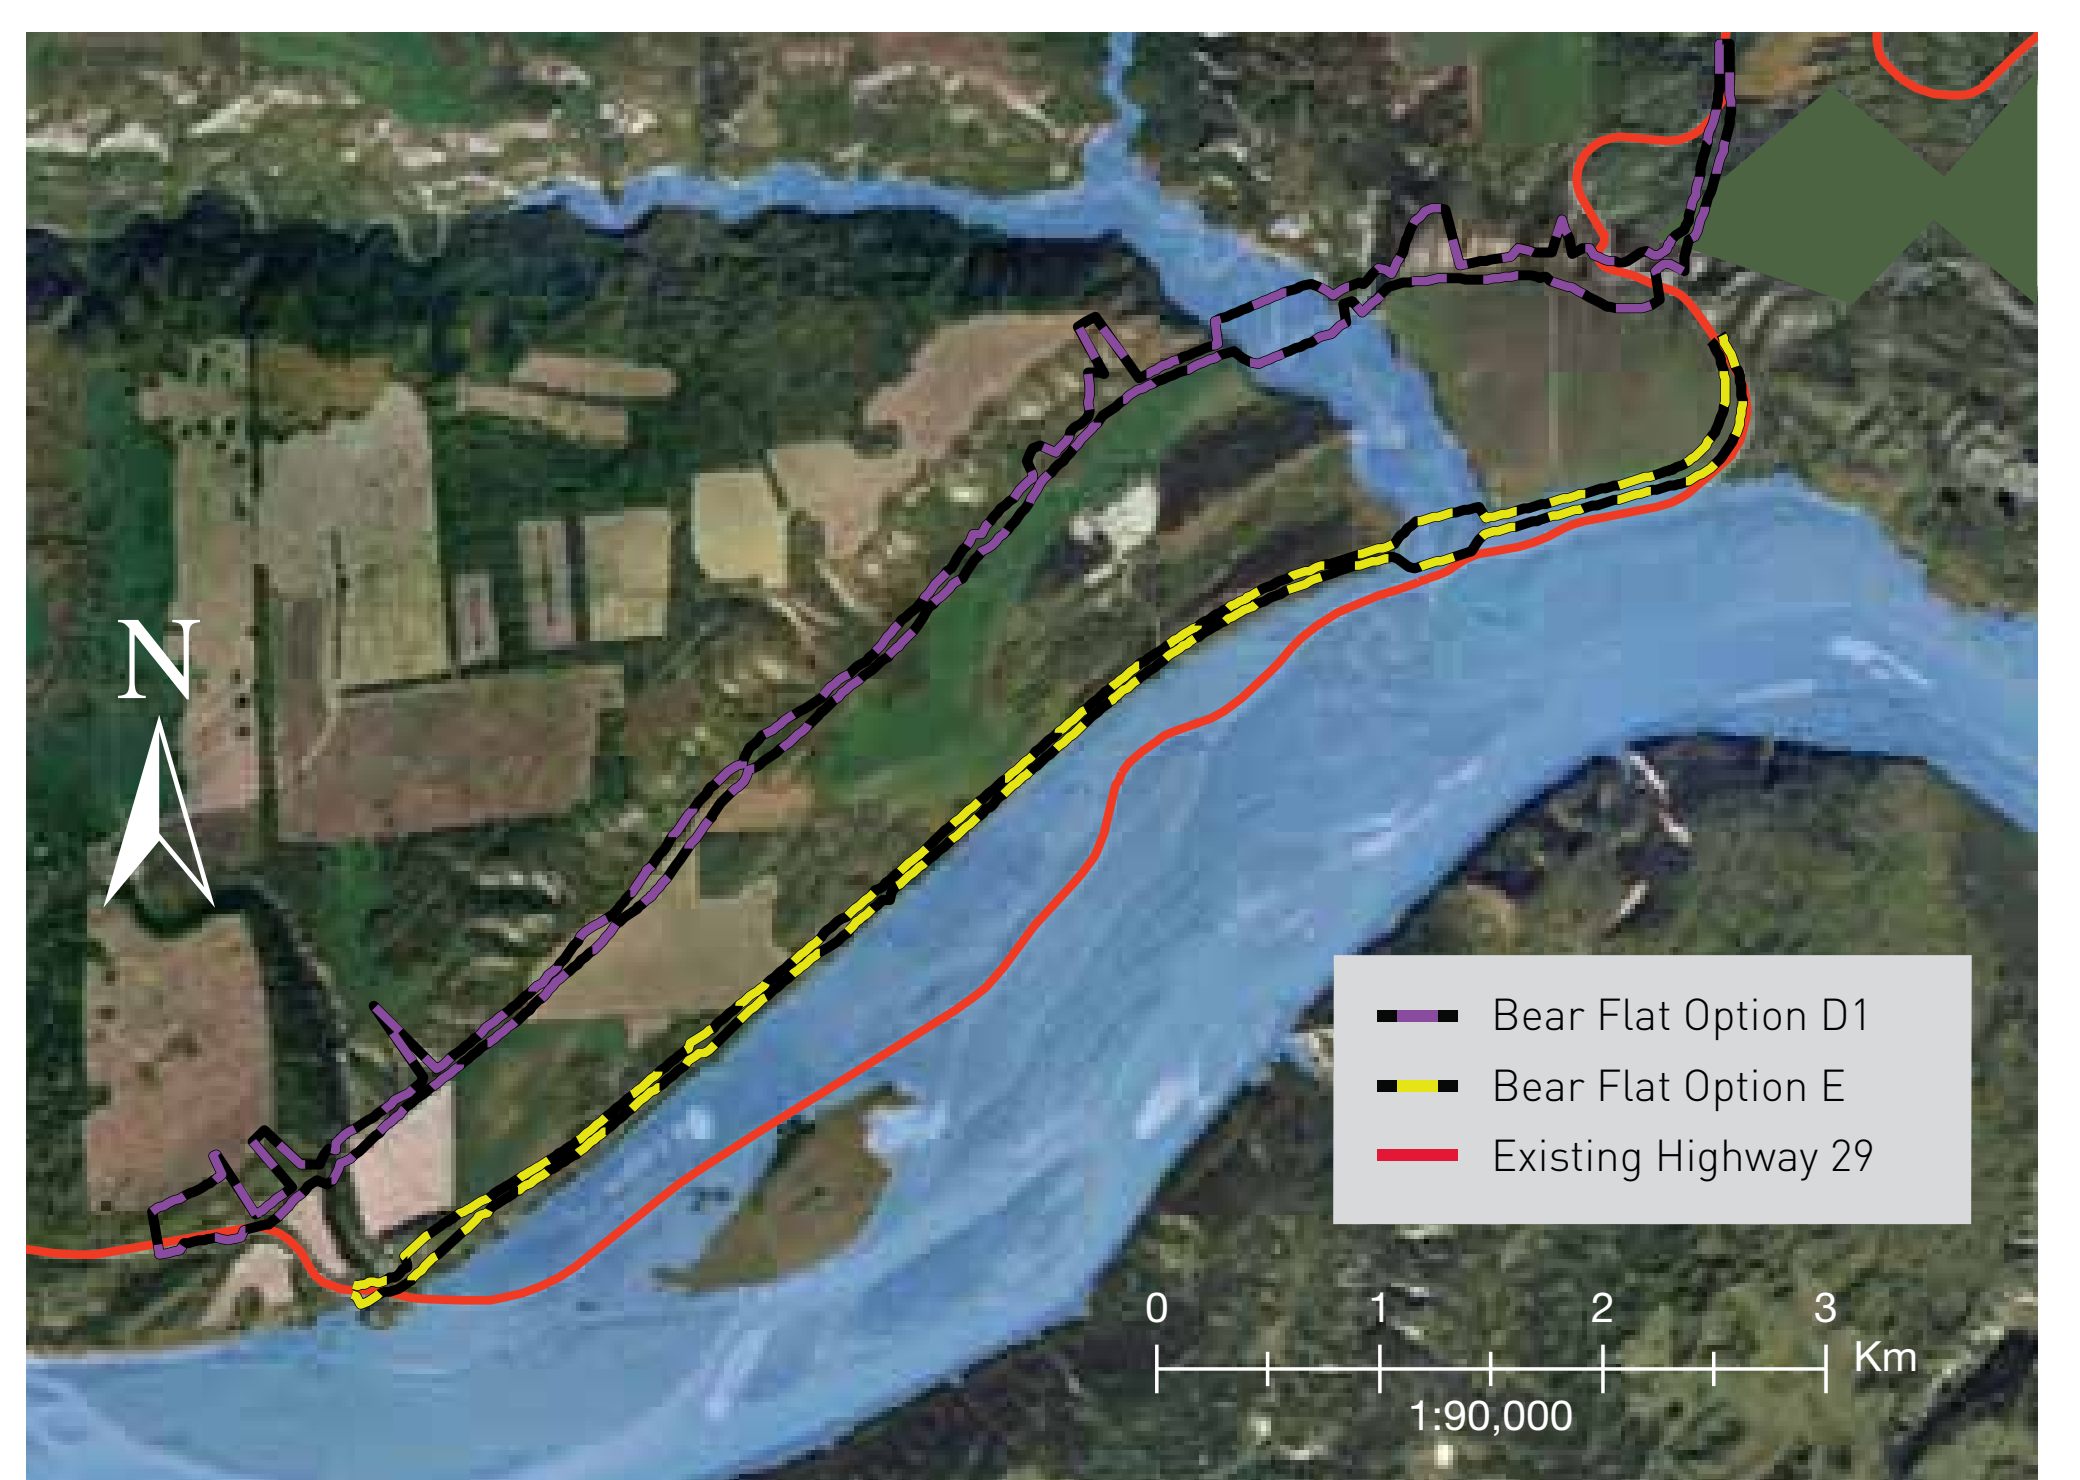 N
Bear Flat Option D1
Bear Flat Option E
Existing Highway 29
0 1 2 3
Km
1:90,000